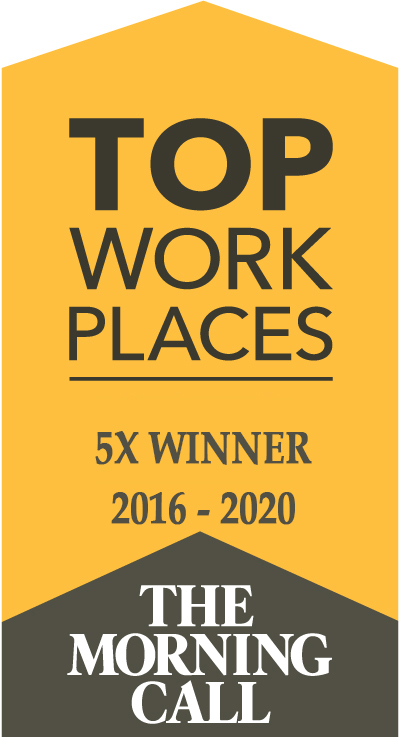 TOP
WORK
PLACES
5X WINNER
2016 - 2020
THE
MORNING
CALL